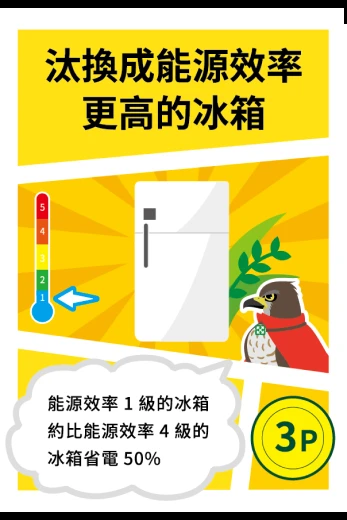 汰換成能源效率
更高的冰箱
5
4
3
2
1
能源效率 1 級的冰箱
約比能源效率 4 級的
冰箱省電 50%
3P